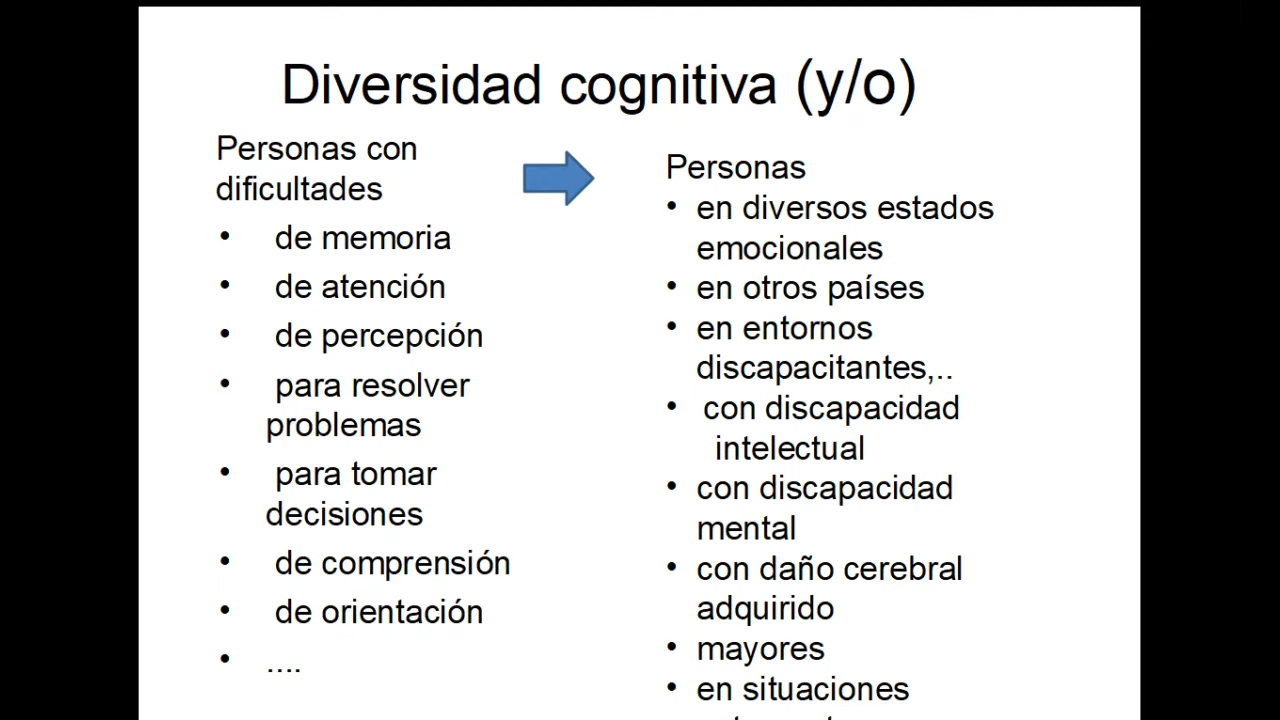 Diversidad cognitiva (y/o)
Personas con
dificultades
• de memoria
• de atención
• de percepción
• para resolver
problemas
• para tomar
decisiones
• de comprensión
• de orientación
• ....
Personas
• en diversos estados
emocionales
• en otros países
• en entornos
discapacitantes,..
• con discapacidad
intelectual
• con discapacidad
mental
• con daño cerebral
adquirido
• mayores
• en situaciones